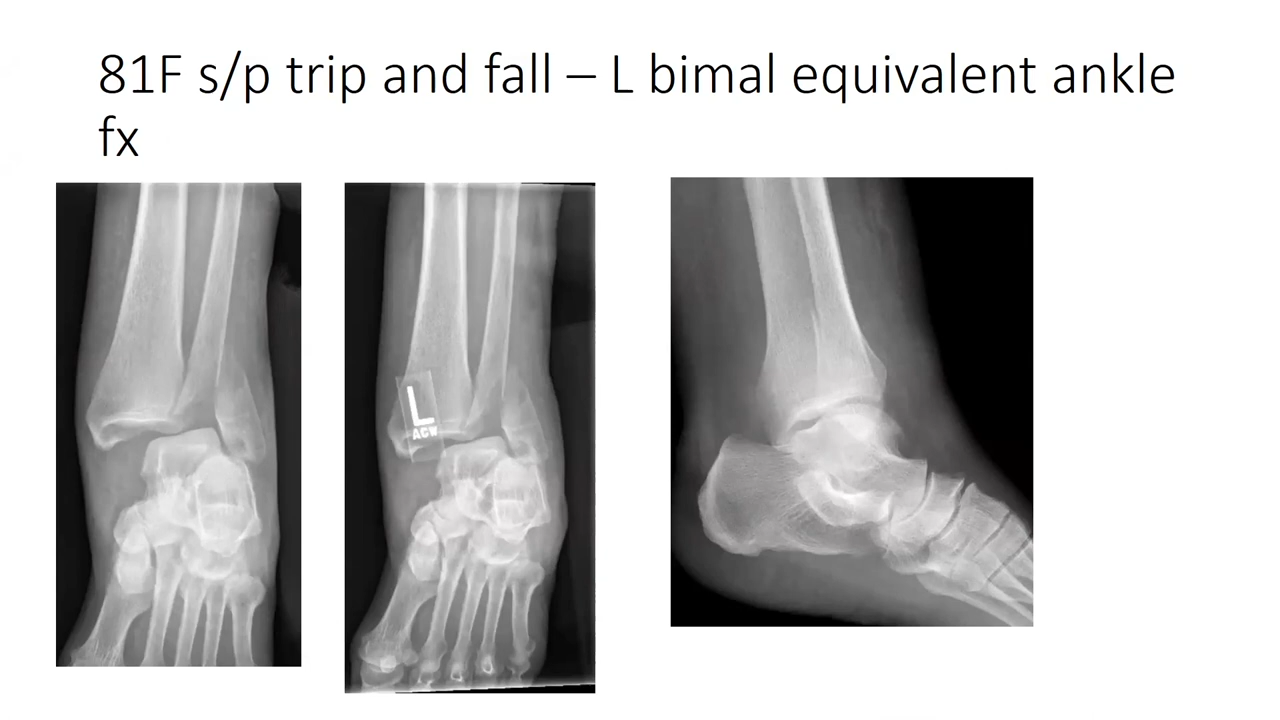 81F s/p trip and fall – L bimal equivalent ankle
fx
L
ACW